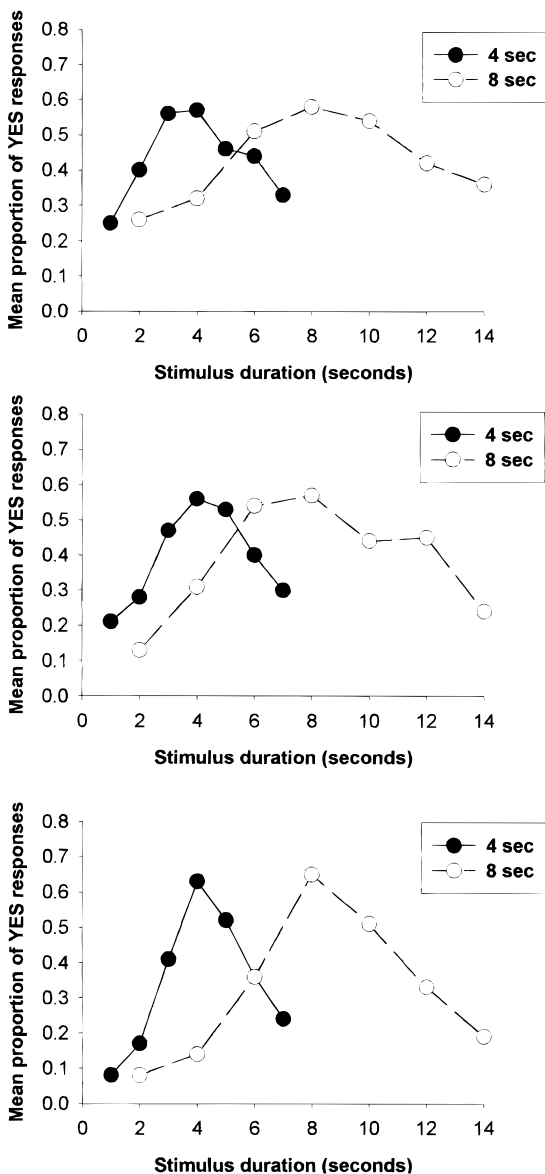 Mean proportion of YES responses
0.8
0.7
0.6
0.5
0.4
0.3
0.2
0.1
0.0
4 sec
8 sec
0 2 4 6 8 10 12 14
Stimulus duration (seconds)
Mean proportion of YES responses
0.8
0.7
0.6
0.5
0.4
0.3
0.2
0.1
0.0
4 sec
8 sec
0 2 4 6 8 10 12 14
Stimulus duration (seconds)
Mean proportion of YES responses
0.8
0.7
0.6
0.5
0.4
0.3
0.2
0.1
0.0
4 sec
8 sec
0 2 4 6 8 10 12 14
Stimulus duration (seconds)